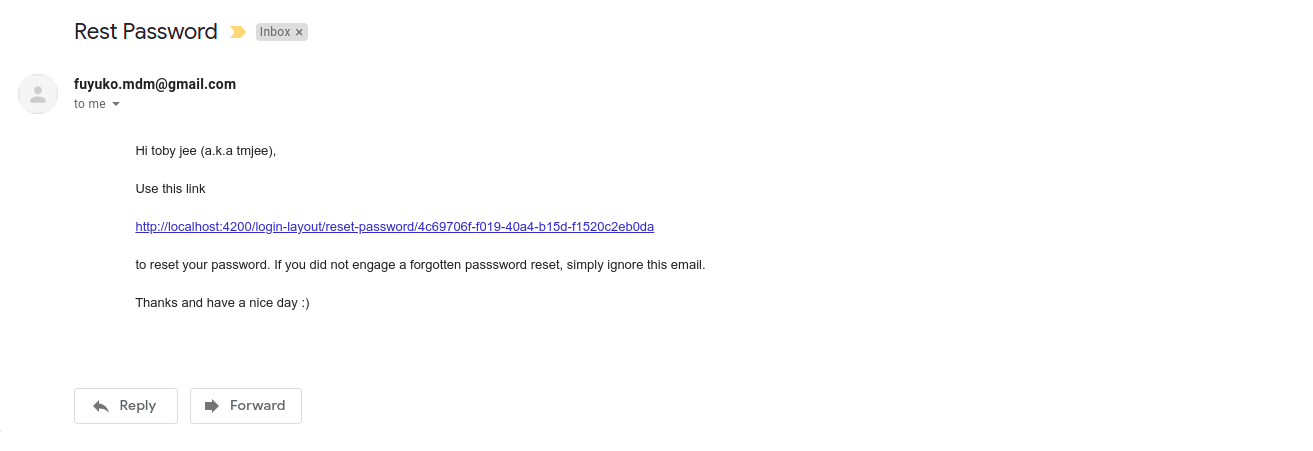 Rest Password
Inbox ×
fuyuko.mdm@gmail.com
to me
Hi toby jee (a.k.a tmjee),
Use this link
http://localhost:4200/login-layout/reset-password/4c69706f-f019-40a4-b15d-f1520c2eb0da
to reset your password. If you did not engage a forgotten passsword reset, simply ignore this email.
Thanks and have a nice day :)
Reply
Forward